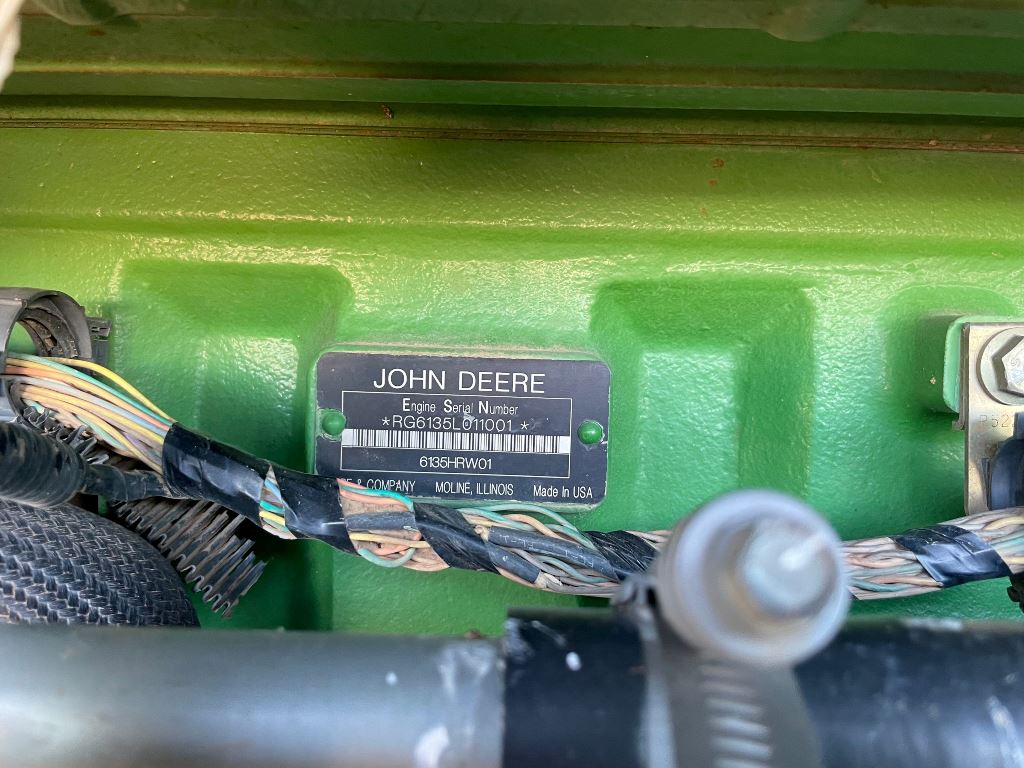 JOHN DEERE
Engine Serial Number
*RG6135L011001*
6135HRW01
& COMPANY MOLINE, ILLINOIS Made In USA